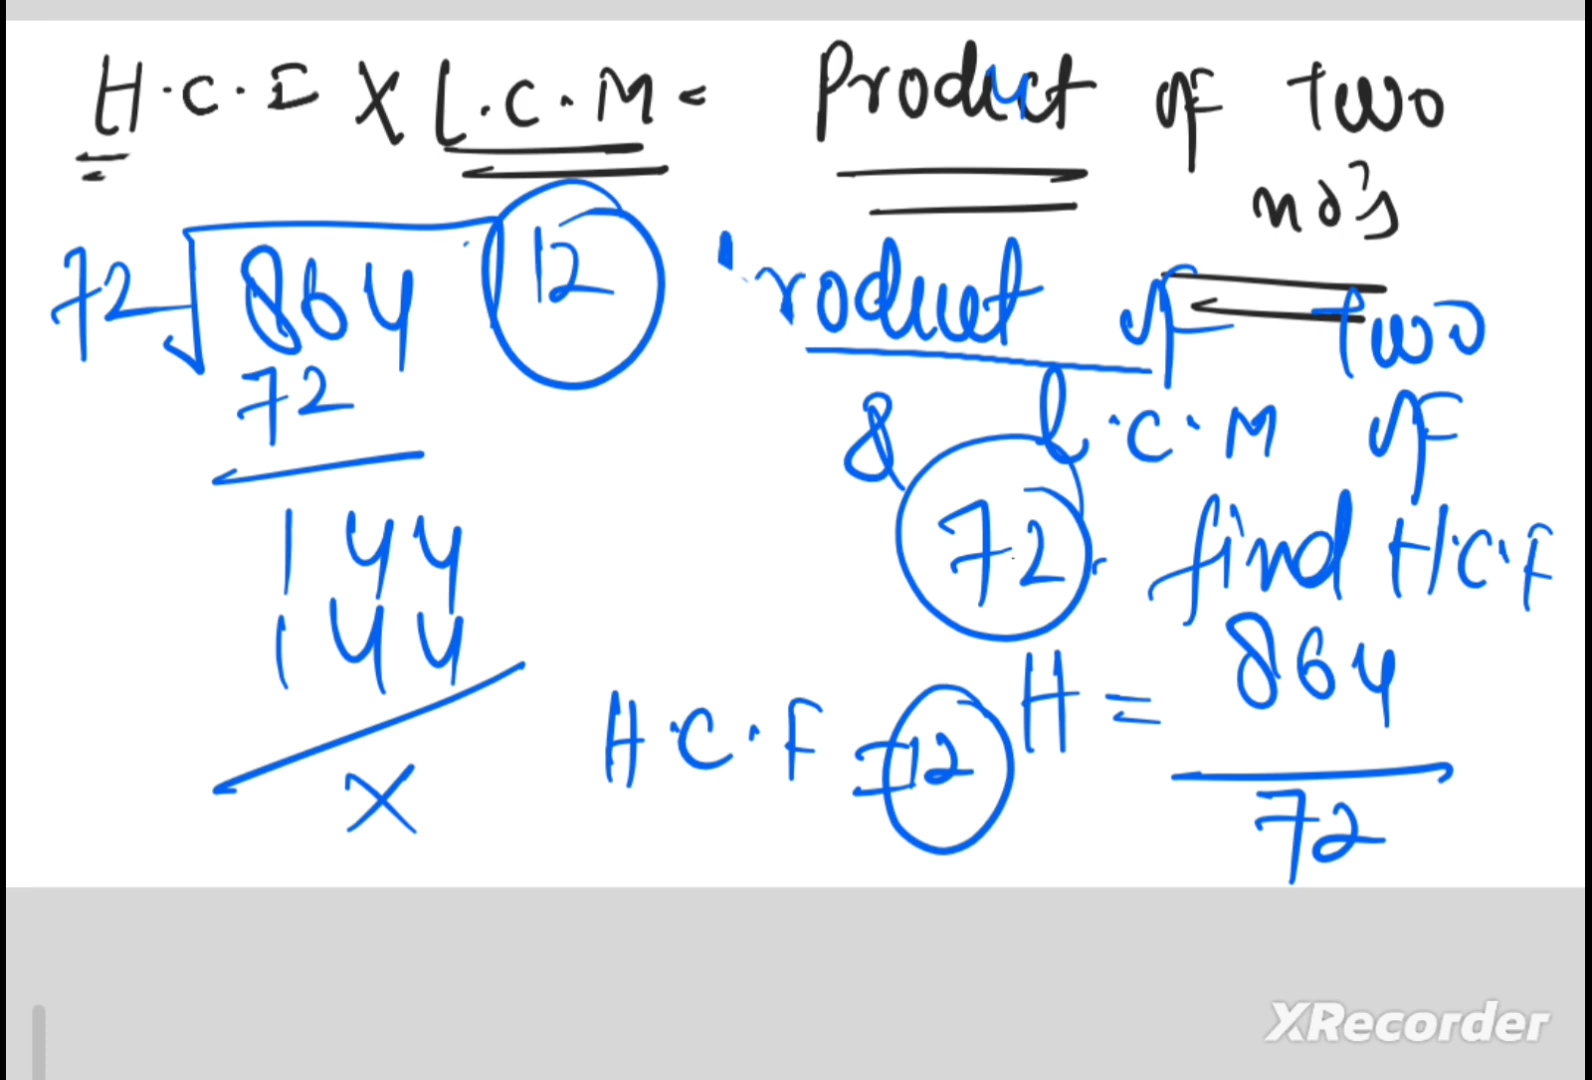 H.C.F X L.C.M = Product of two
no's
72 864 12
72
144
144
X
Product of two
& L.C.M of
72. find H.C.F
H = 864
72
H.C.F = 12
XRecorder